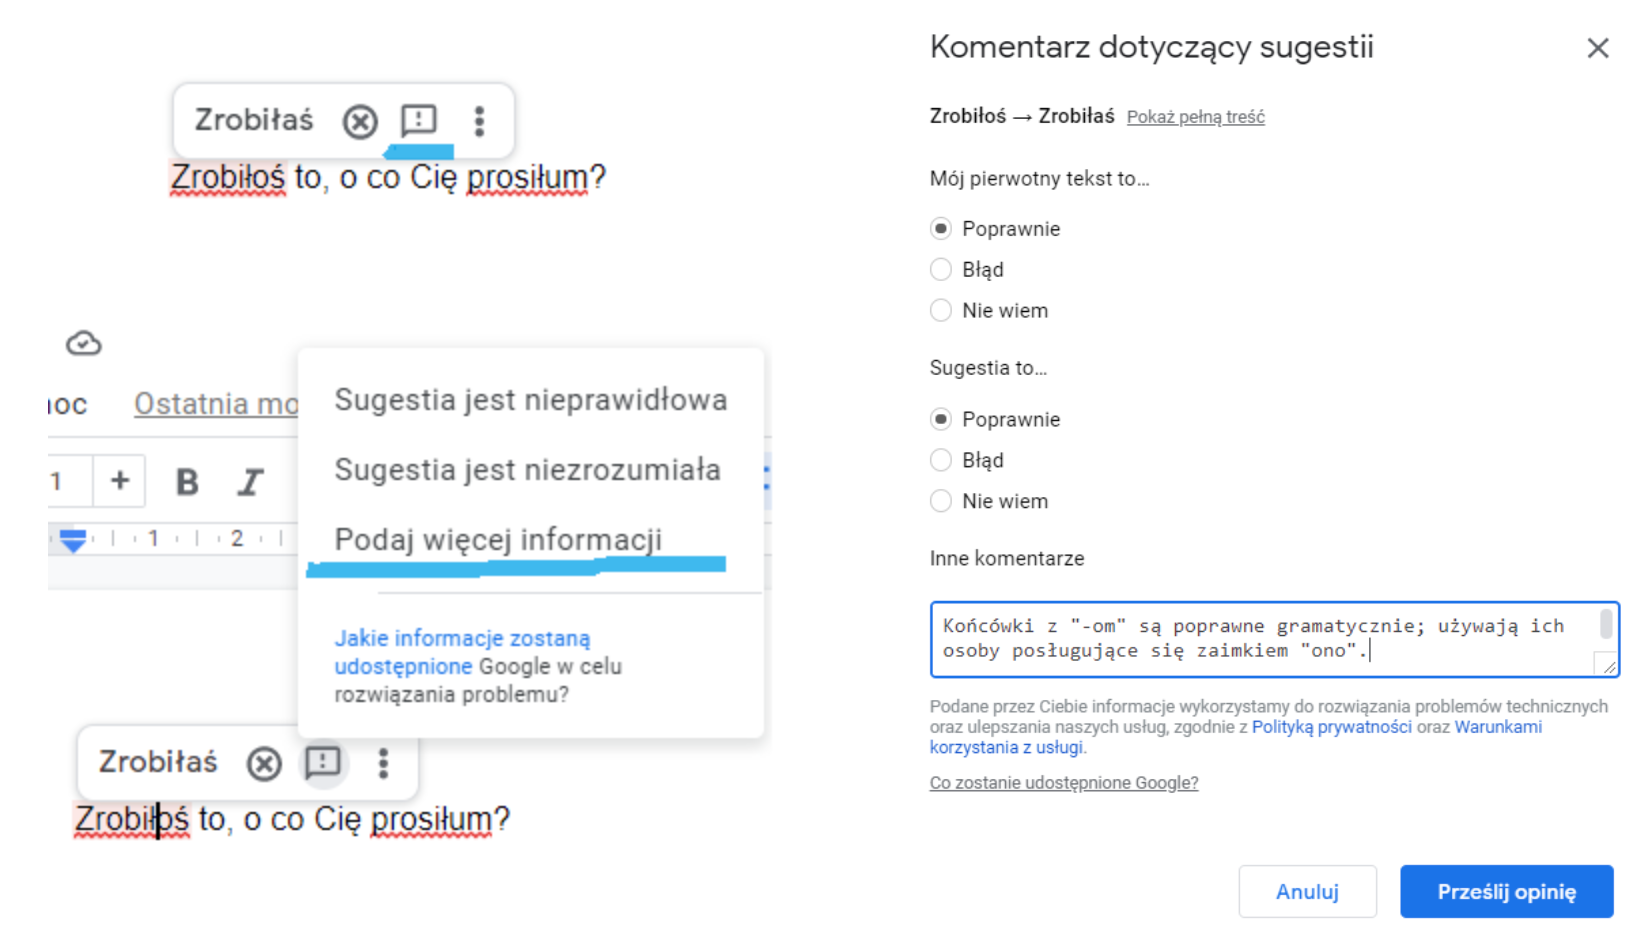 Zrobiłaś
Zrobiłoś to, o co Cię prosiłum?
Ostatnia mo
1 + B I
1 2
Sugestia jest nieprawidłowa
Sugestia jest niezrozumiała
Podaj więcej informacji
Jakie informacje zostaną
udostępnione Google w celu
rozwiązania problemu?
Zrobiłaś
Zrobiłoś to, o co Cię prosiłum?
Komentarz dotyczący sugestii
Zrobiłoś → Zrobiłaś Pokaż pełną treść
Mój pierwotny tekst to…
Poprawnie
Błąd
Nie wiem
Sugestia to…
Poprawnie
Błąd
Nie wiem
Inne komentarze
Końcówki z "-om" są poprawne gramatycznie; używają ich
osoby posługujące się zaimkiem "ono".
Podane przez Ciebie informacje wykorzystamy do rozwiązania problemów technicznych
oraz ulepszania naszych usług, zgodnie z Polityką prywatności oraz Warunkami
korzystania z usługi.
Co zostanie udostępnione Google?
Anuluj Prześlij opinię